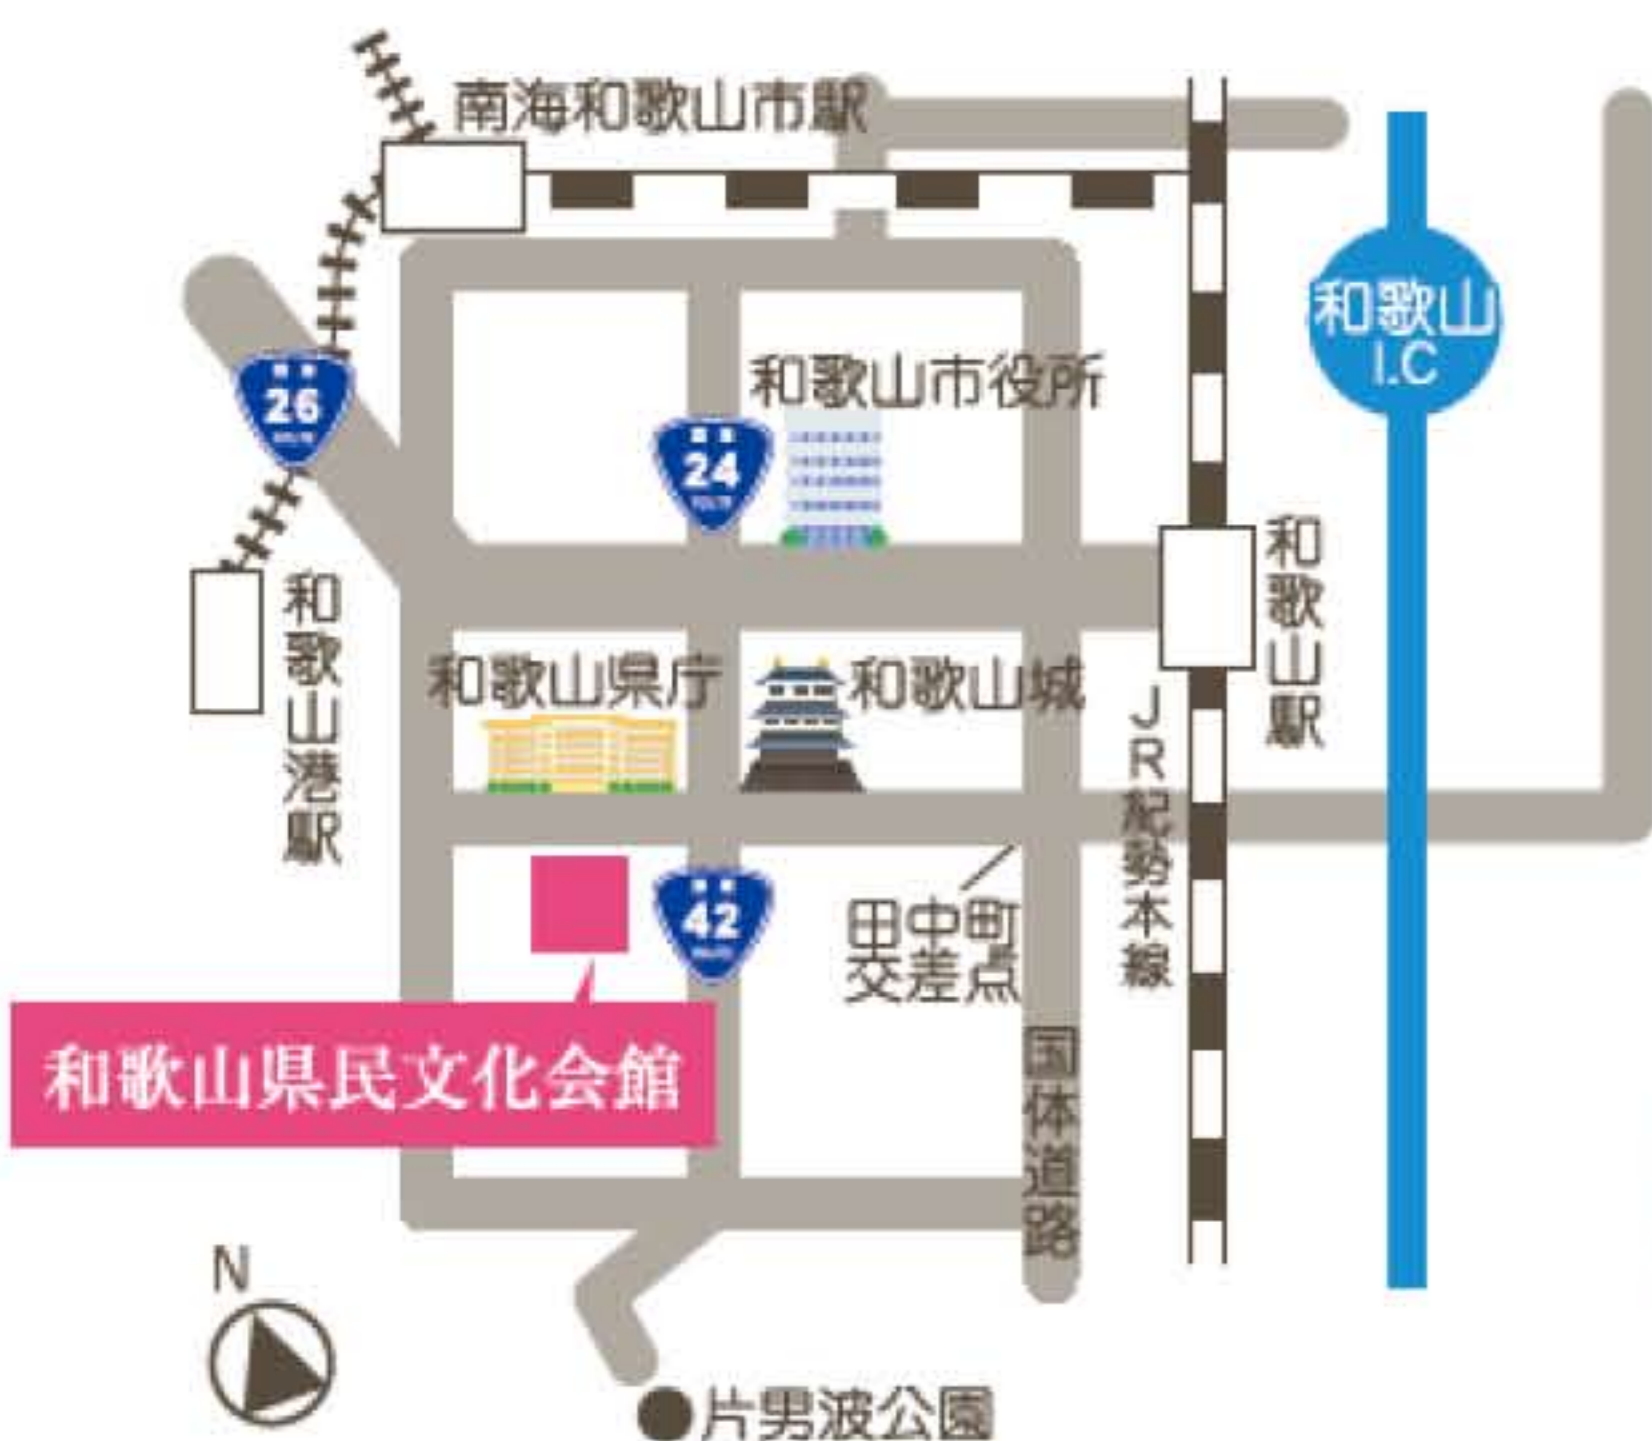 南海和歌山市駅
和歌山
I.C
26
和歌山市役所
24
和歌山駅
和歌山港駅
和歌山県庁
和歌山城
JR紀勢本線
42
田中町
交差点
和歌山県民文化会館
国体道路
N
片男波公園